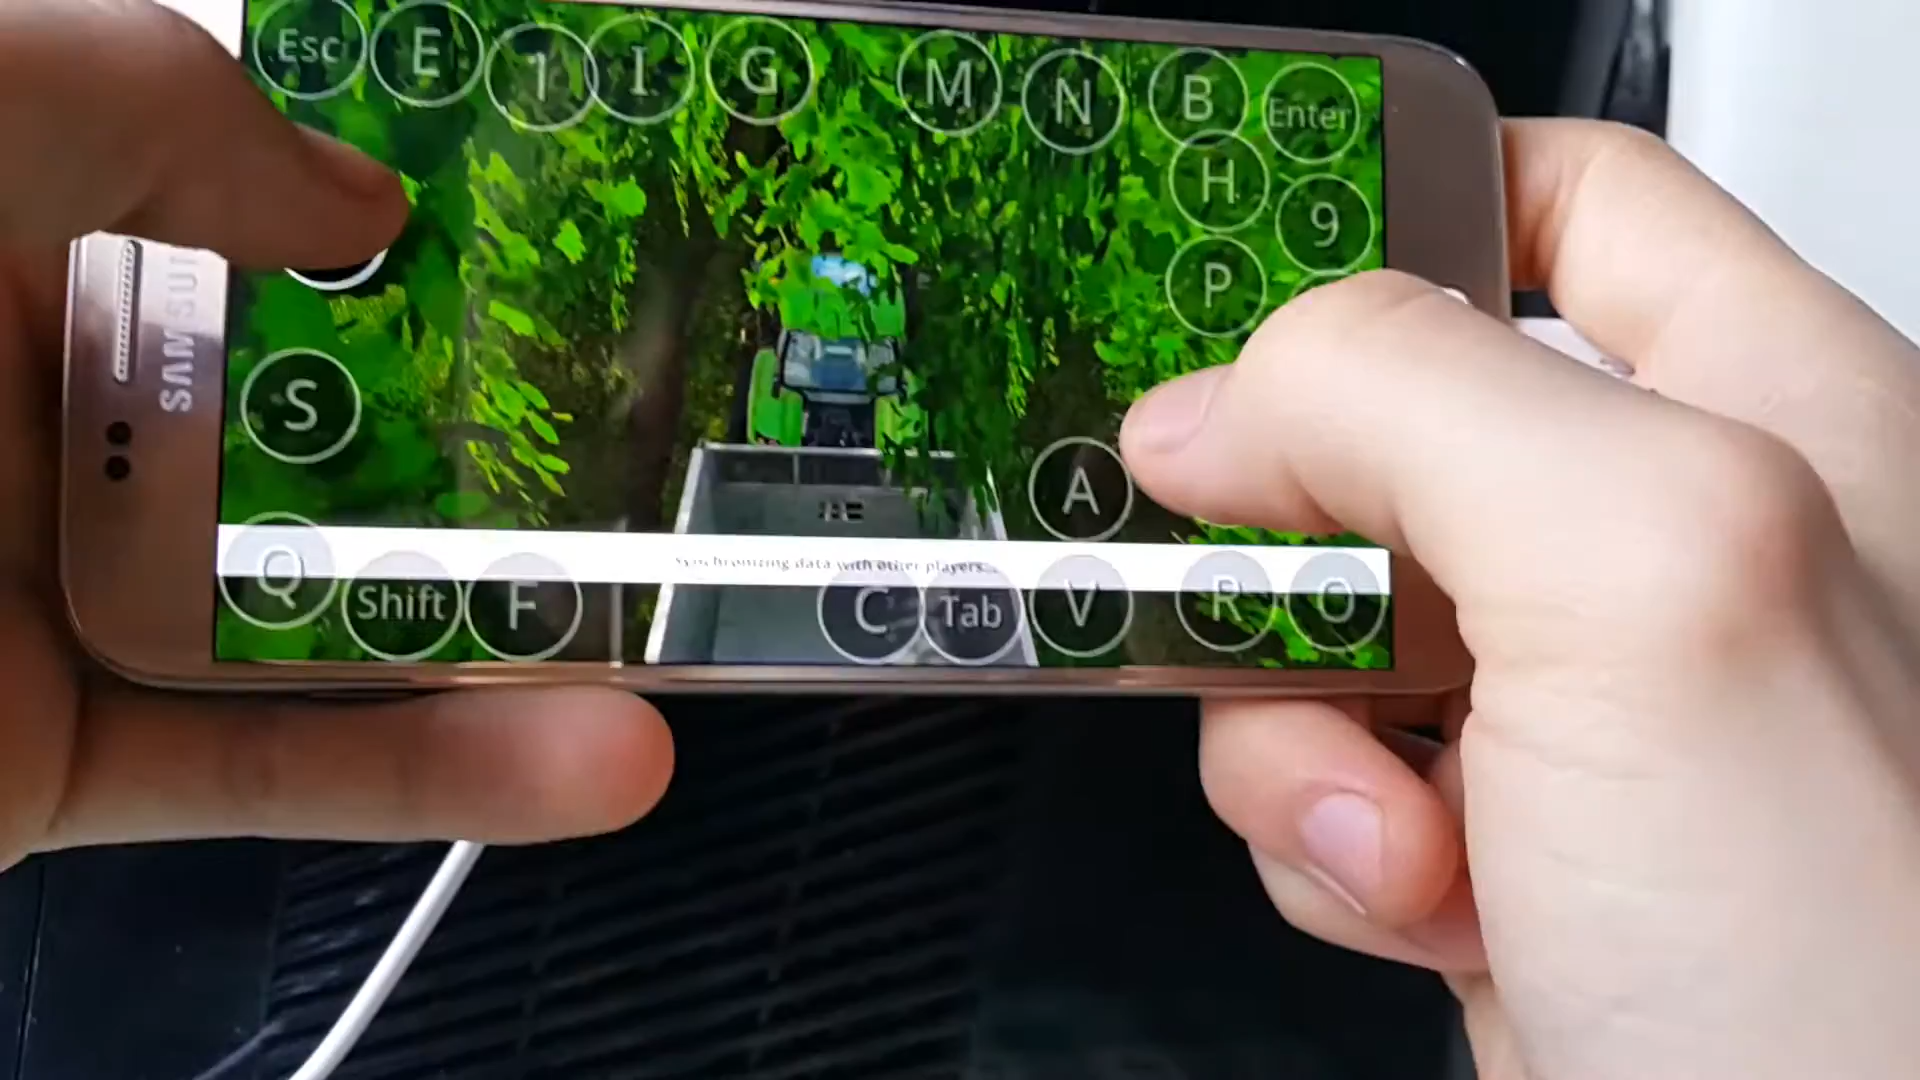 Esc
E
1
I
G
M
N
B
Enter
H
9
P
SAMSUNG
S
A
Synchronizing data with other players...
Q
Shift
F
C
Tab
V
R
O